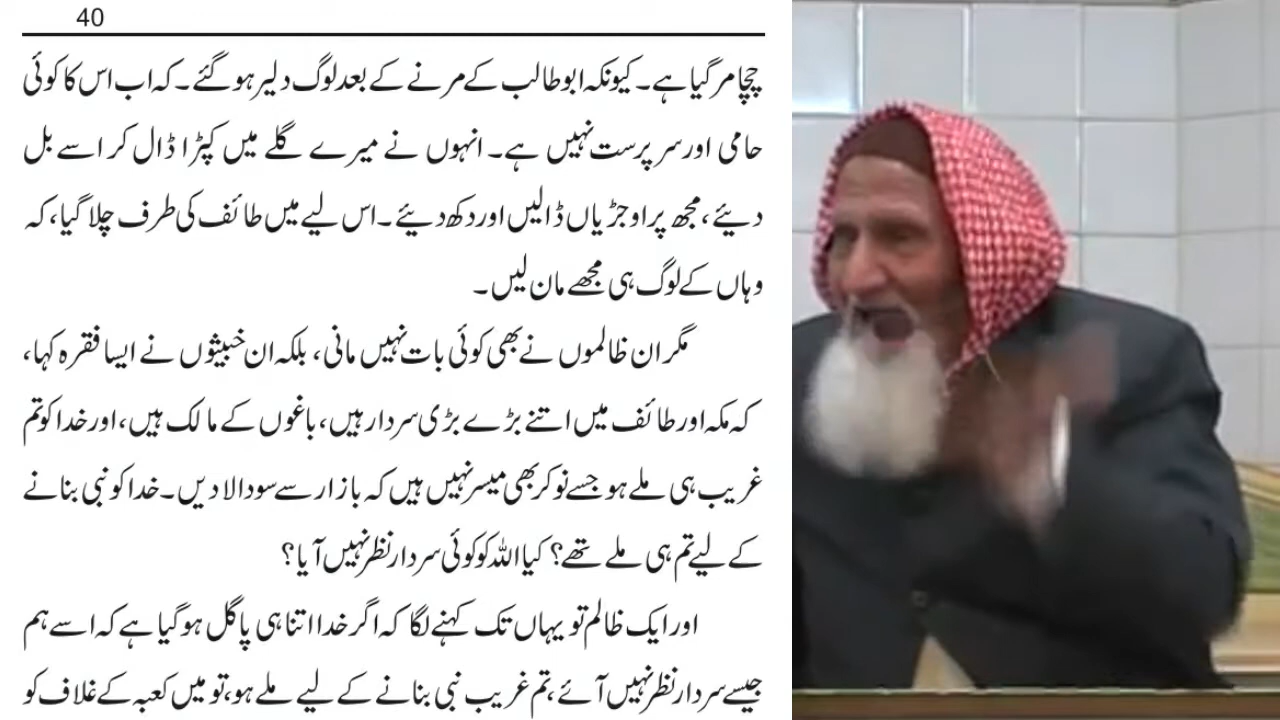 40
چچا مر گیا ہے۔ کیونکہ ابو طالب کے مرنے کے بعد لوگ دلیر ہو گئے۔ کہ اب اس کا کوئی
حامی اور سرپرست نہیں ہے۔ انہوں نے میرے گلے میں کپڑا ڈال کر اسے بل
دیئے، مجھ پر اوجڑیاں ڈالیں اور دکھ دیئے۔ اس لیے میں طائف کی طرف چلا گیا، کہ
وہاں کے لوگ ہی مجھے مان لیں۔
مگر ان ظالموں نے بھی کوئی بات نہیں مانی، بلکہ ان خبیثوں نے ایسا فقرہ کہا،
کہ مکہ اور طائف میں اتنے بڑے بڑی سردار ہیں، باغوں کے مالک ہیں، اور خدا کو تم
غریب ہی ملے ہو جسے نوکر بھی میسر نہیں ہیں کہ بازار سے سودا لا دیں۔ خدا کو نبی بنانے
کے لیے تم ہی ملے تھے؟ کیا اللہ کو کوئی سردار نظر نہیں آیا؟
اور ایک ظالم تو یہاں تک کہنے لگا کہ اگر خدا اتنا ہی پاگل ہو گیا ہے کہ اسے ہم
جیسے سردار نظر نہیں آئے، تم غریب نبی بنانے کے لیے ملے ہو، تو میں کعبہ کے غلاف کو